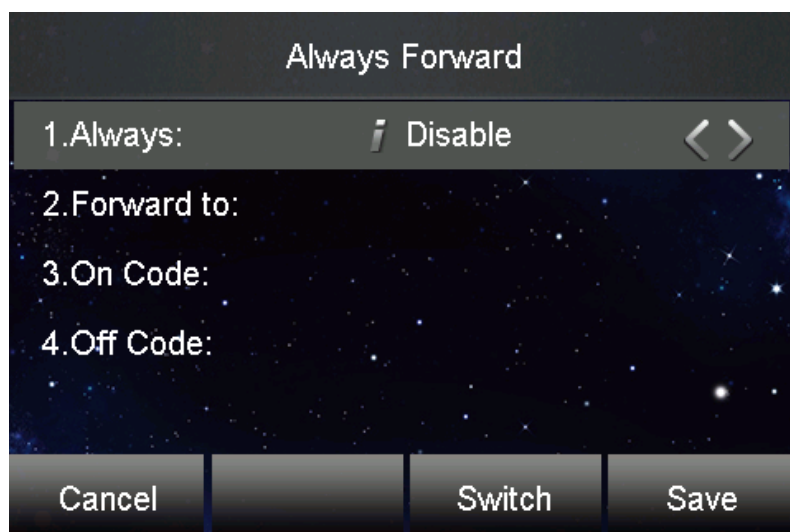 Always Forward
1.Always: i Disable
2.Forward to:
3.On Code:
4.Off Code:
Cancel Switch Save